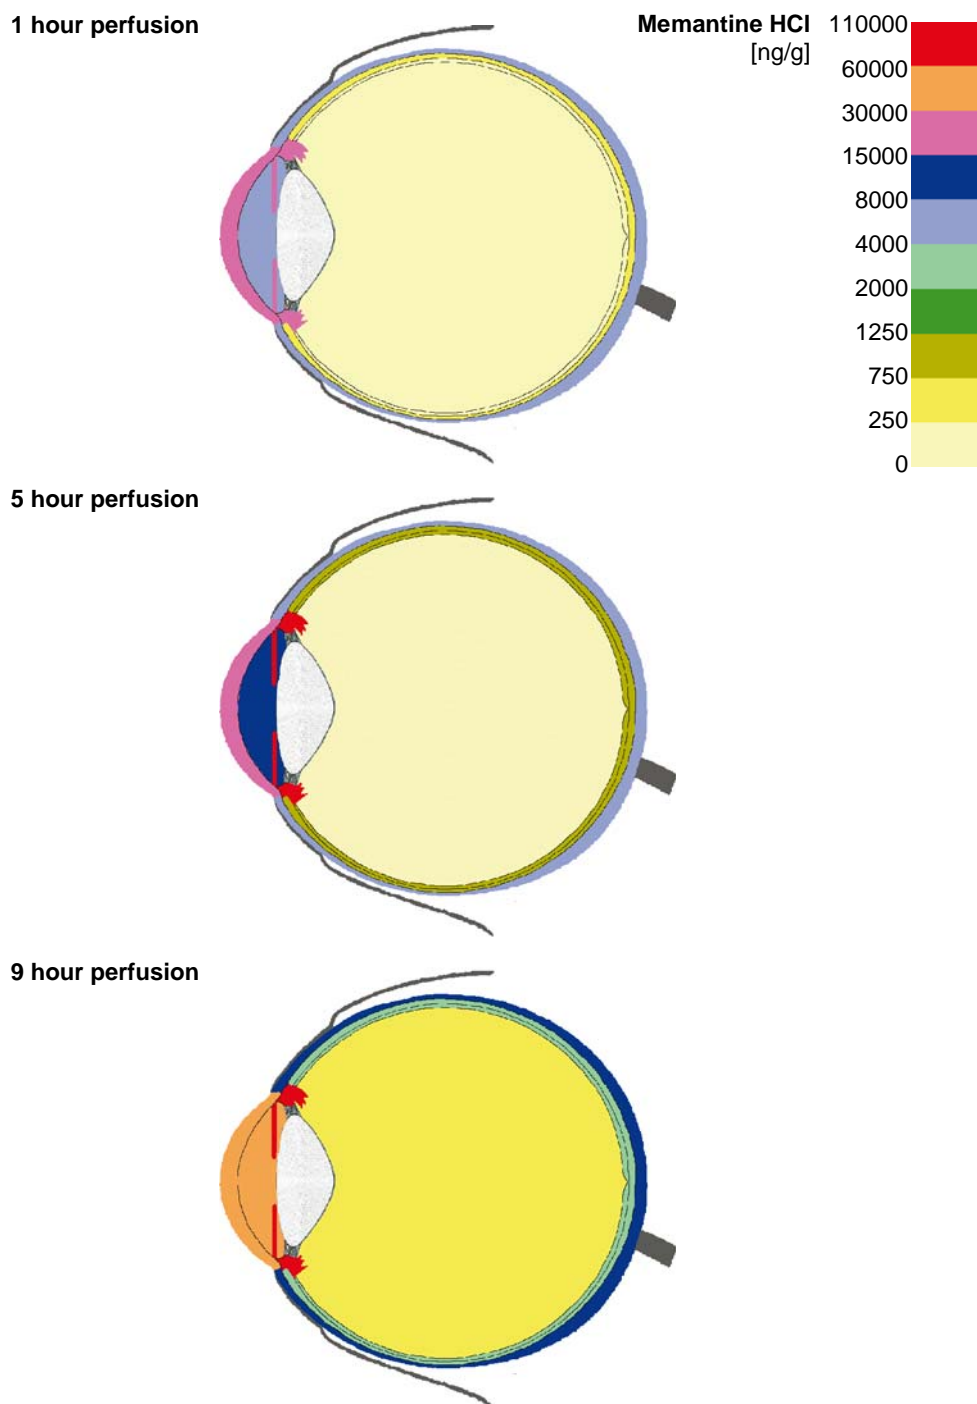 1 hour perfusion
Memantine HCl
[ng/g]
110000
60000
30000
15000
8000
4000
2000
1250
750
250
0
5 hour perfusion
9 hour perfusion